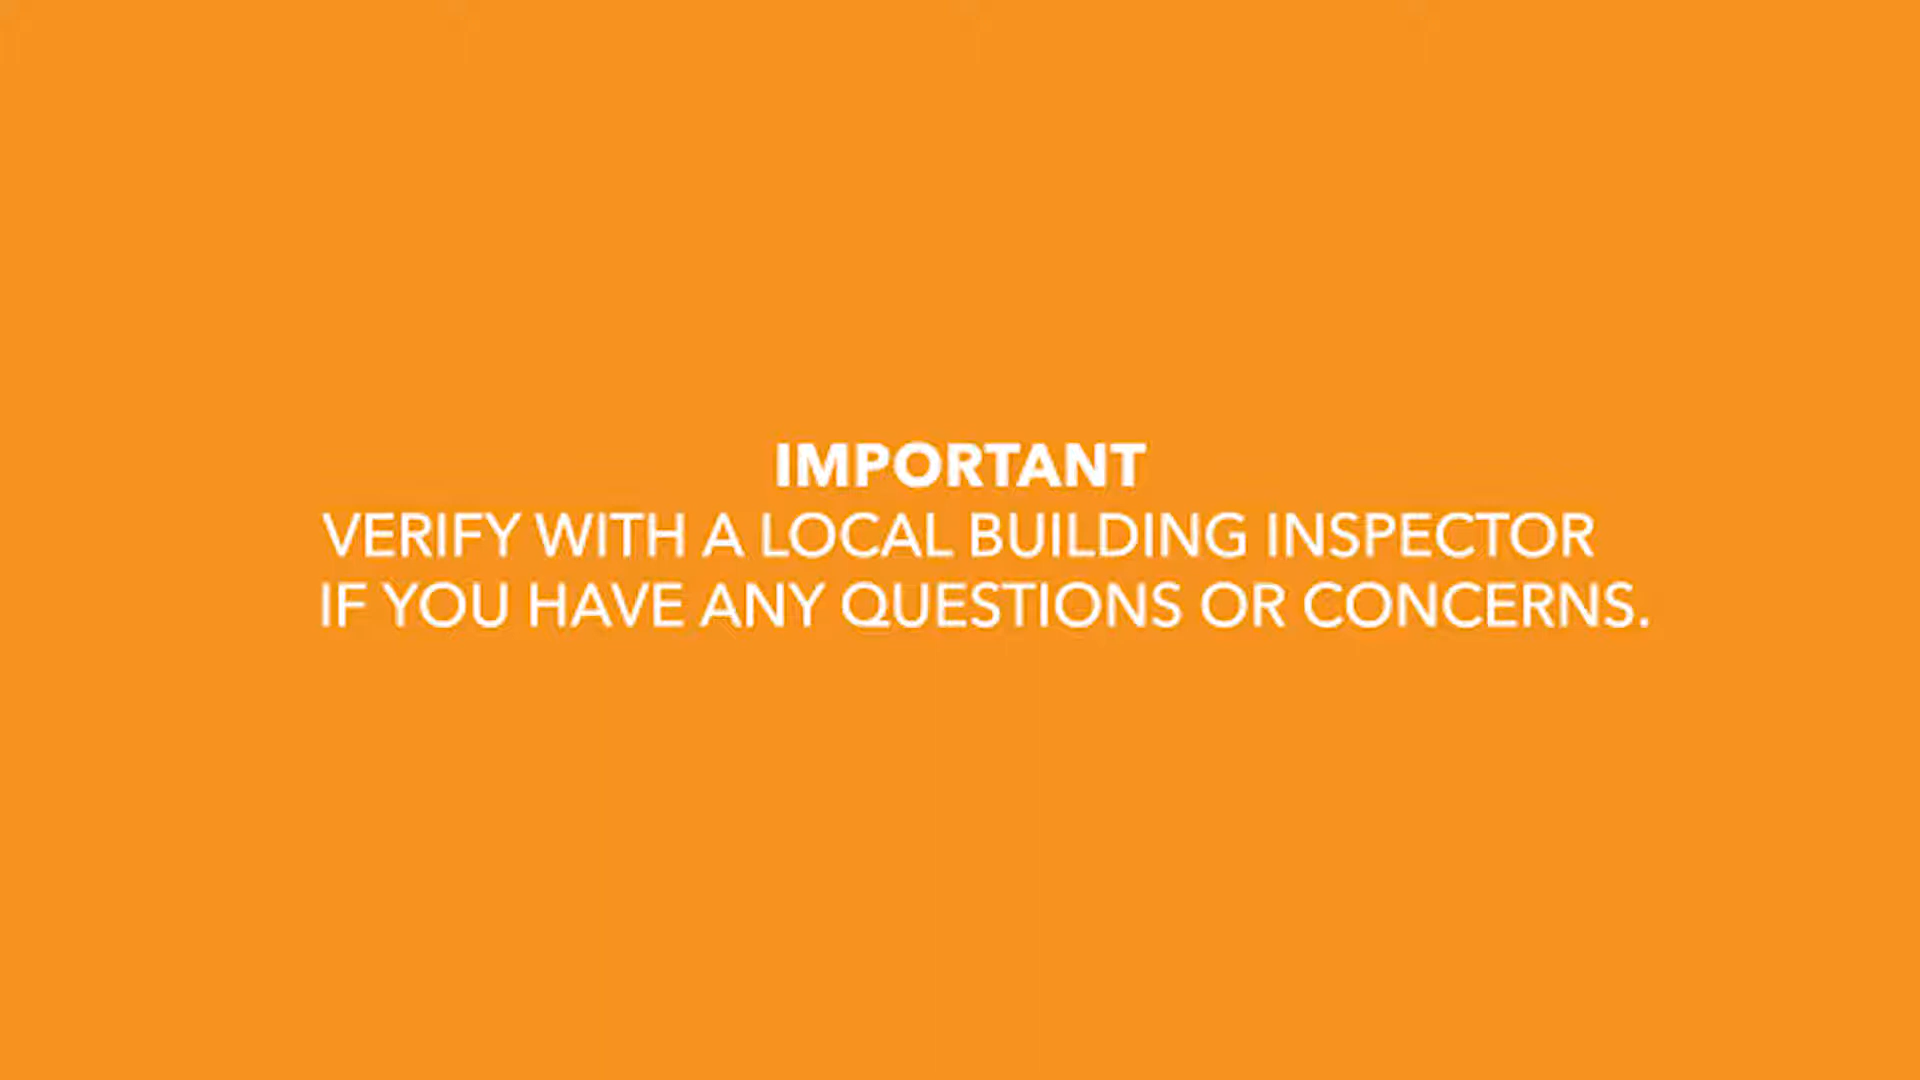 IMPORTANT
VERIFY WITH A LOCAL BUILDING INSPECTOR
IF YOU HAVE ANY QUESTIONS OR CONCERNS.